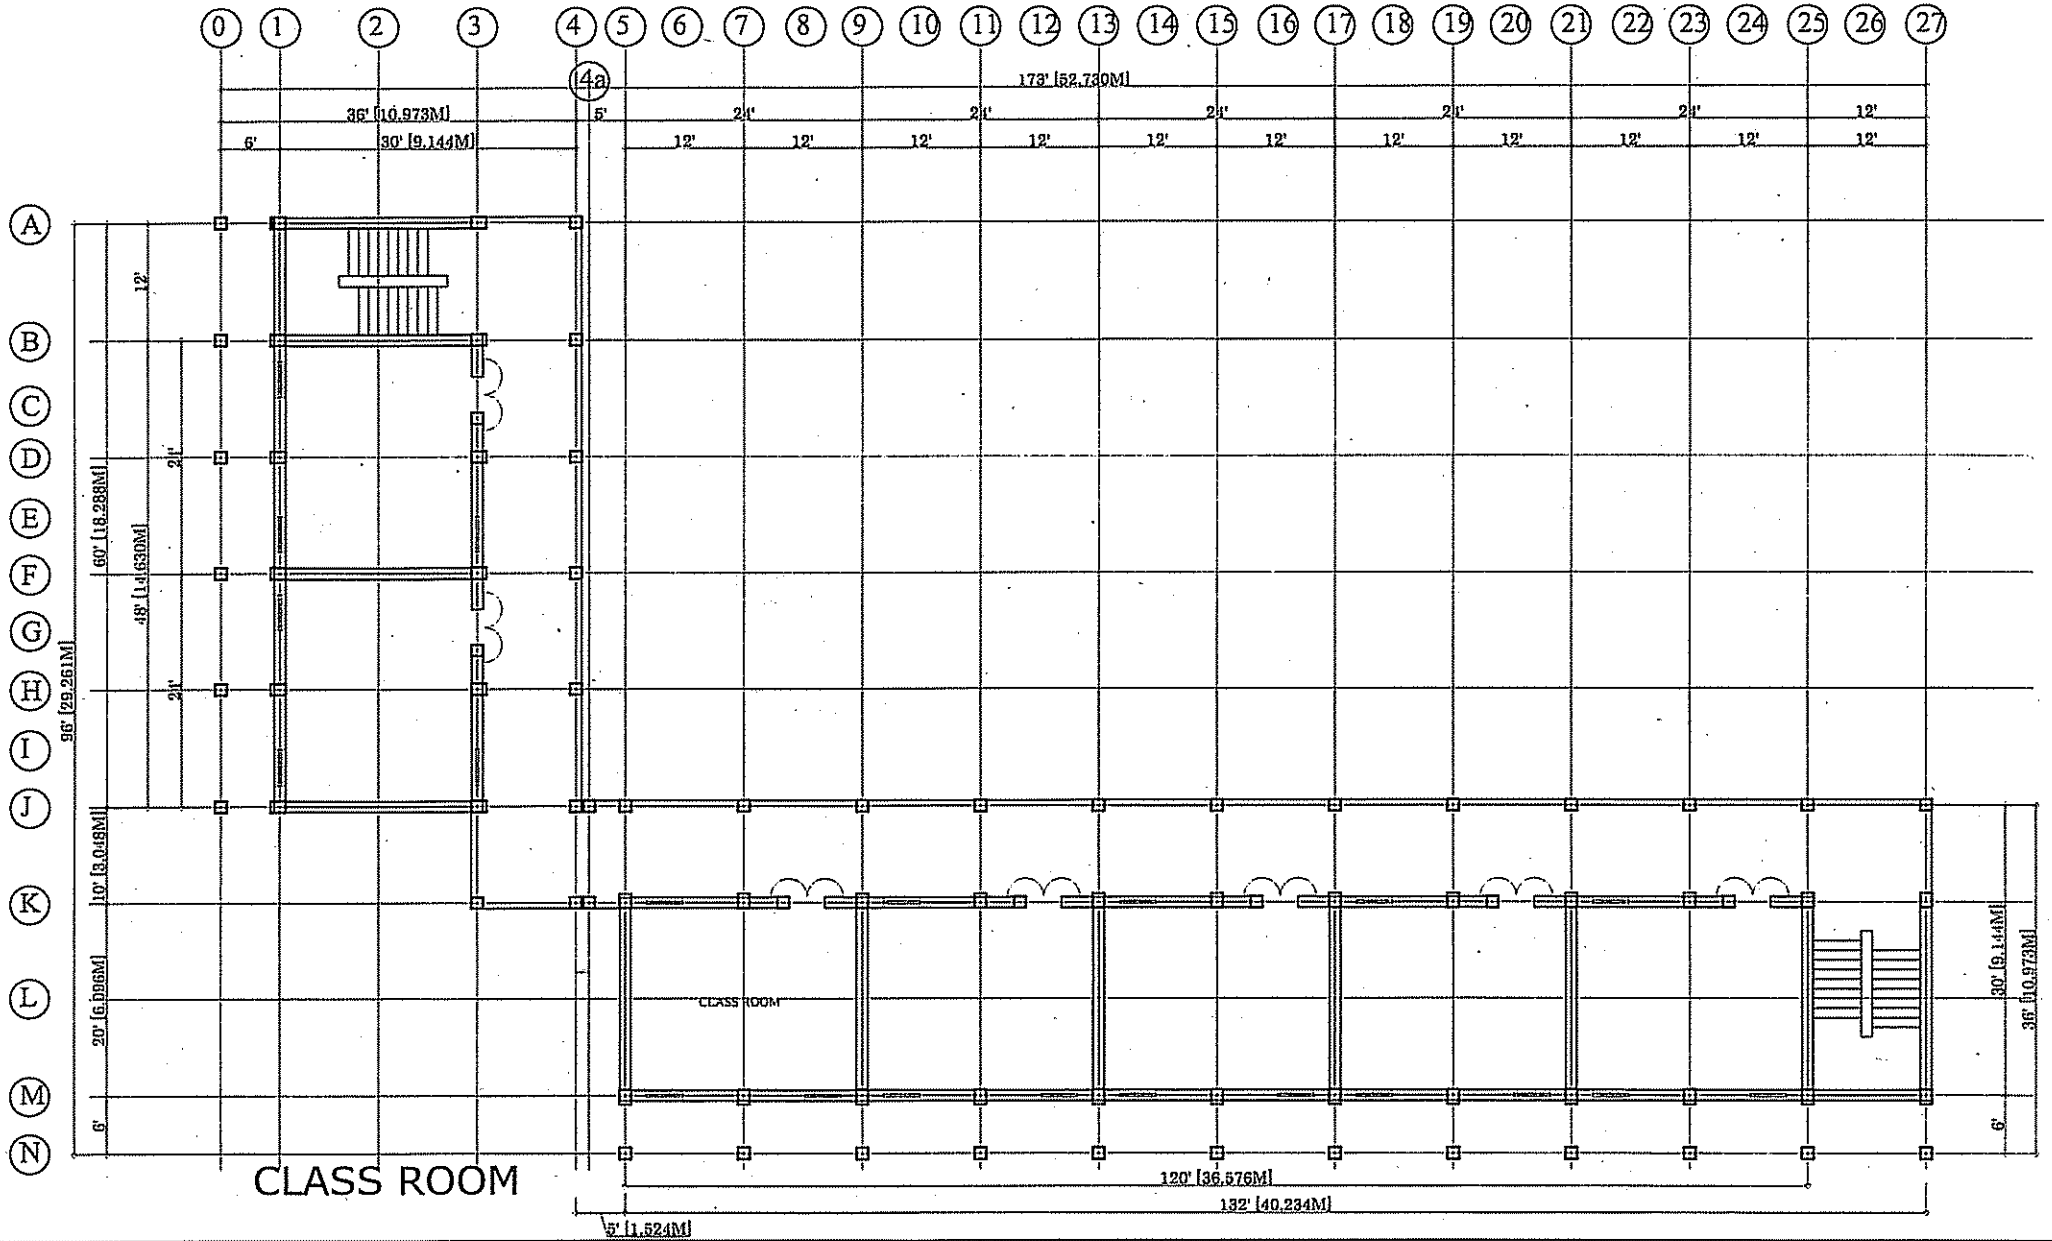 0 1 2 3 4 5 6 7 8 9 10 11 12 13 14 15 16 17 18 19 20 21 22 23 24 25 26 27
4a
173' [52.730M]
36' [10.973M] 5' 24' 24' 24' 24' 24' 12'
6' 30' [9.144M] 12' 12' 12' 12' 12' 12' 12' 12' 12' 12' 12'
A
12'
B
C
D
24'
60' [18.288M]
E
F
48' [14.630M]
G
H
24'
96' [29.261M]
I
J
10' [3.048M]
K
30' [9.144M]
36' [10.973M]
L
CLASS ROOM
20' [6.096M]
M
6'
6'
N
CLASS ROOM
120' [36.576M]
132' [40.234M]
5' [1.524M]